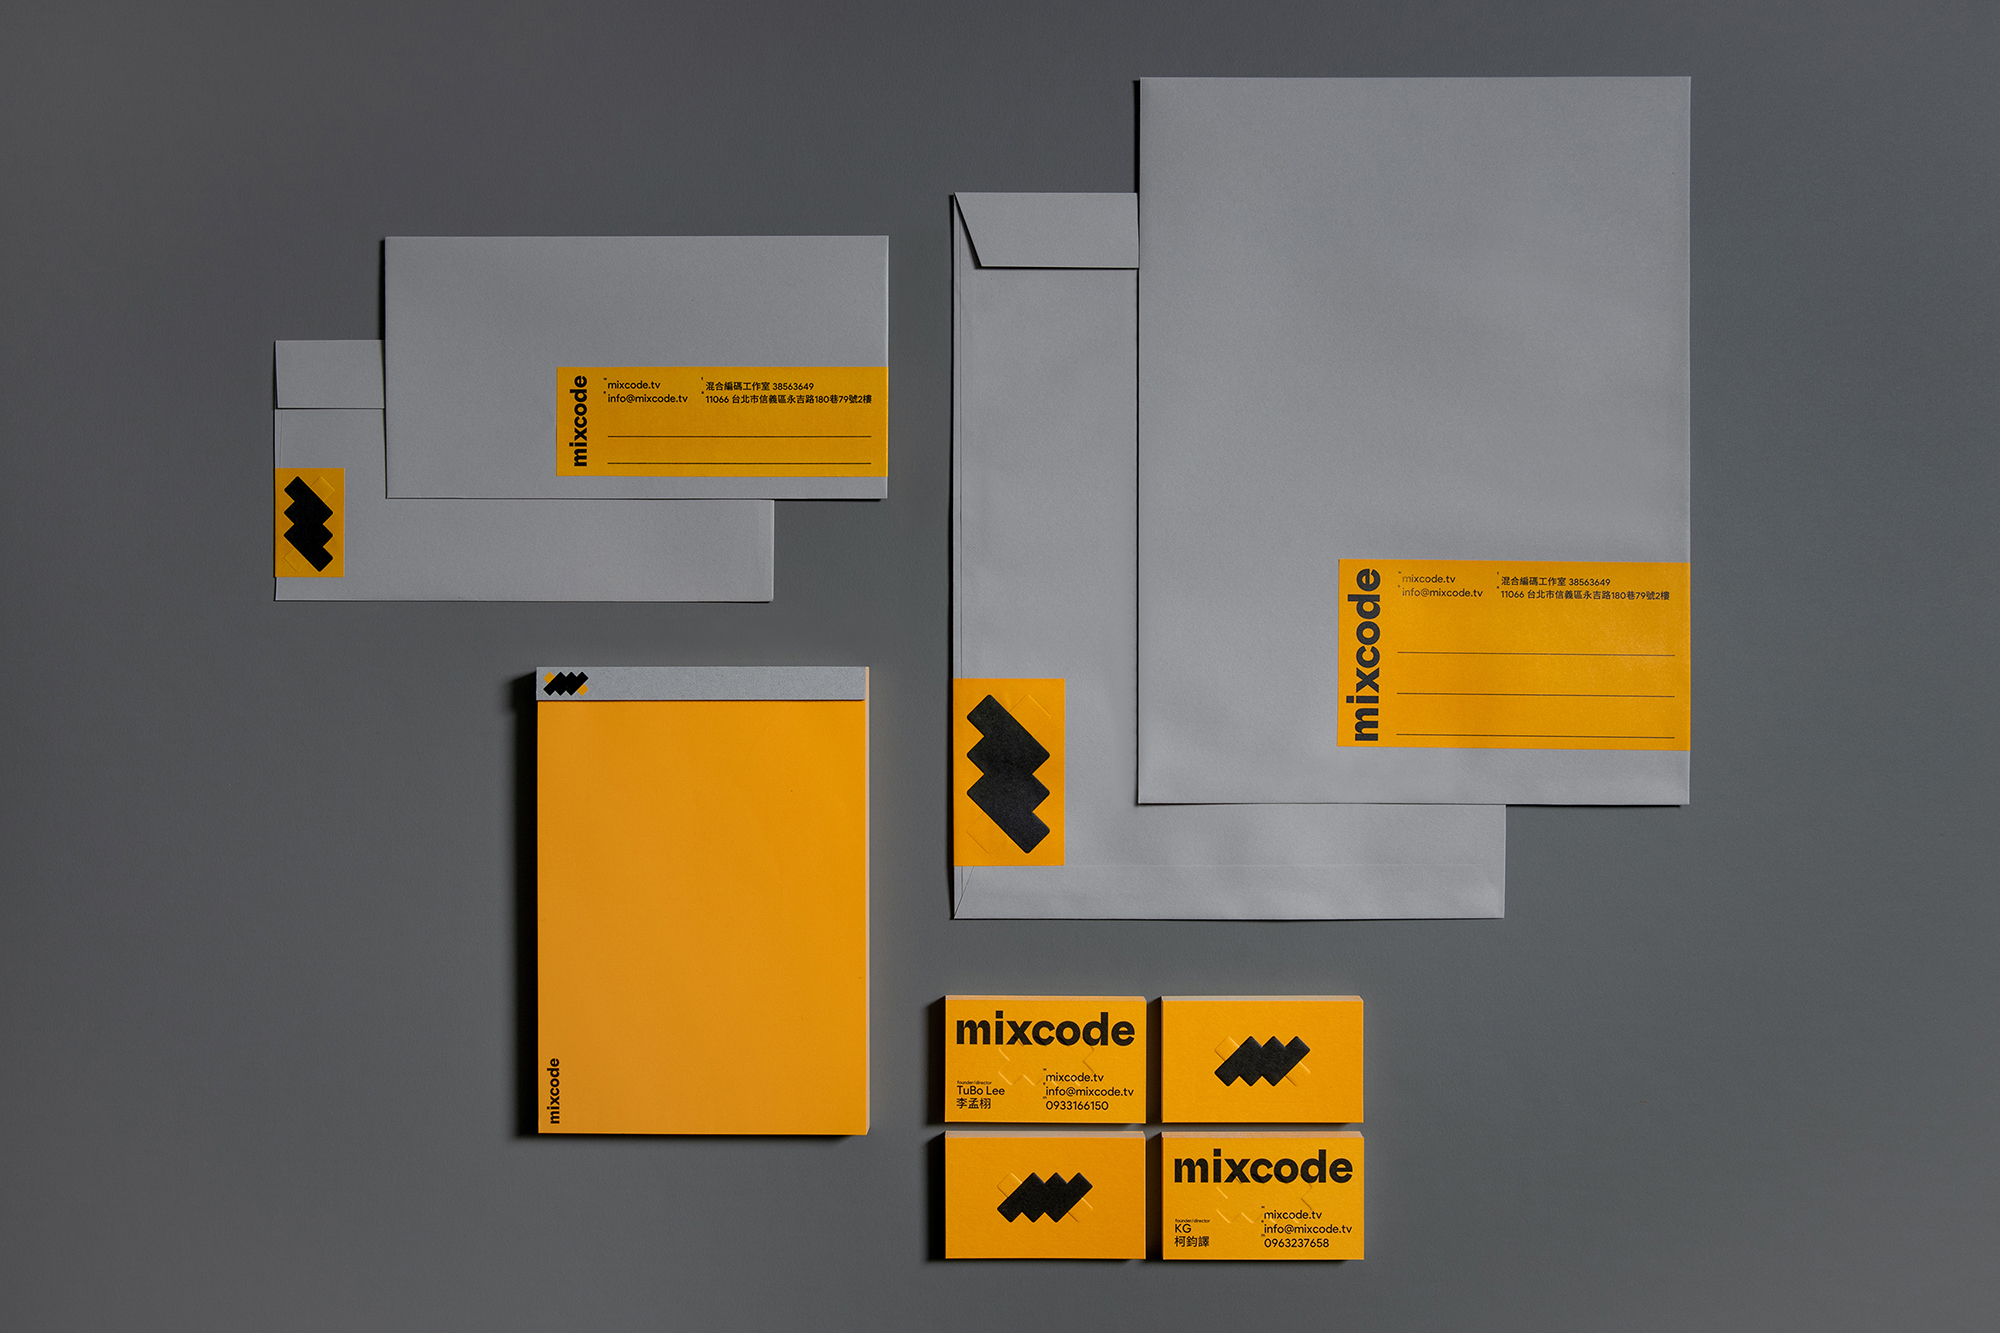 mixcode
mixcode.tv
info@mixcode.tv
混合編碼工作室 38563649
11066 台北市信義區永吉路180巷79號2樓
mixcode
mixcode.tv
info@mixcode.tv
混合編碼工作室 38563649
11066 台北市信義區永吉路180巷79號2樓
mixcode
mixcode
founder/director
TuBo Lee
李孟栩
mixcode.tv
info@mixcode.tv
0933166150
mixcode
founder/director
KG
柯鈞譯
mixcode.tv
info@mixcode.tv
0963237658